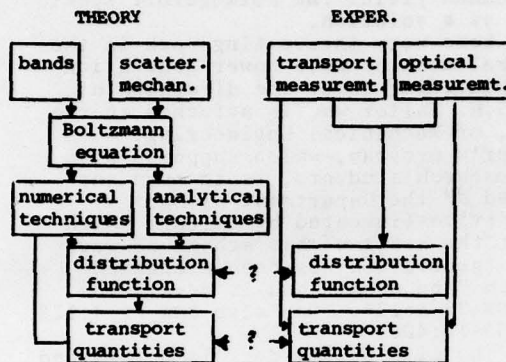 THEORY EXPER.
bands scatter. mechan. transport measuremt. optical measuremt.
Boltzmann equation
numerical techniques analytical techniques
distribution function ? distribution function
transport quantities ? transport quantities